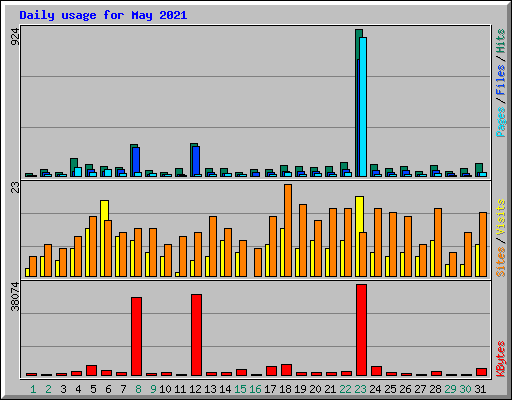 Daily usage for May 2021
924
Pages / Files / Hits
23
Sites / Visits
38074
KBytes
1 2 3 4 5 6 7 8 9 10 11 12 13 14 15 16 17 18 19 20 21 22 23 24 25 26 27 28 29 30 31